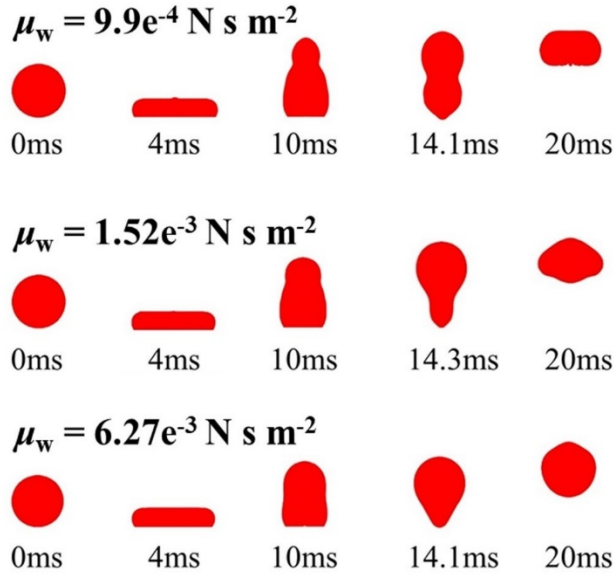 μw = 9.9e-4 N s m-2
0ms 4ms 10ms 14.1ms 20ms
μw = 1.52e-3 N s m-2
0ms 4ms 10ms 14.3ms 20ms
μw = 6.27e-3 N s m-2
0ms 4ms 10ms 14.1ms 20ms